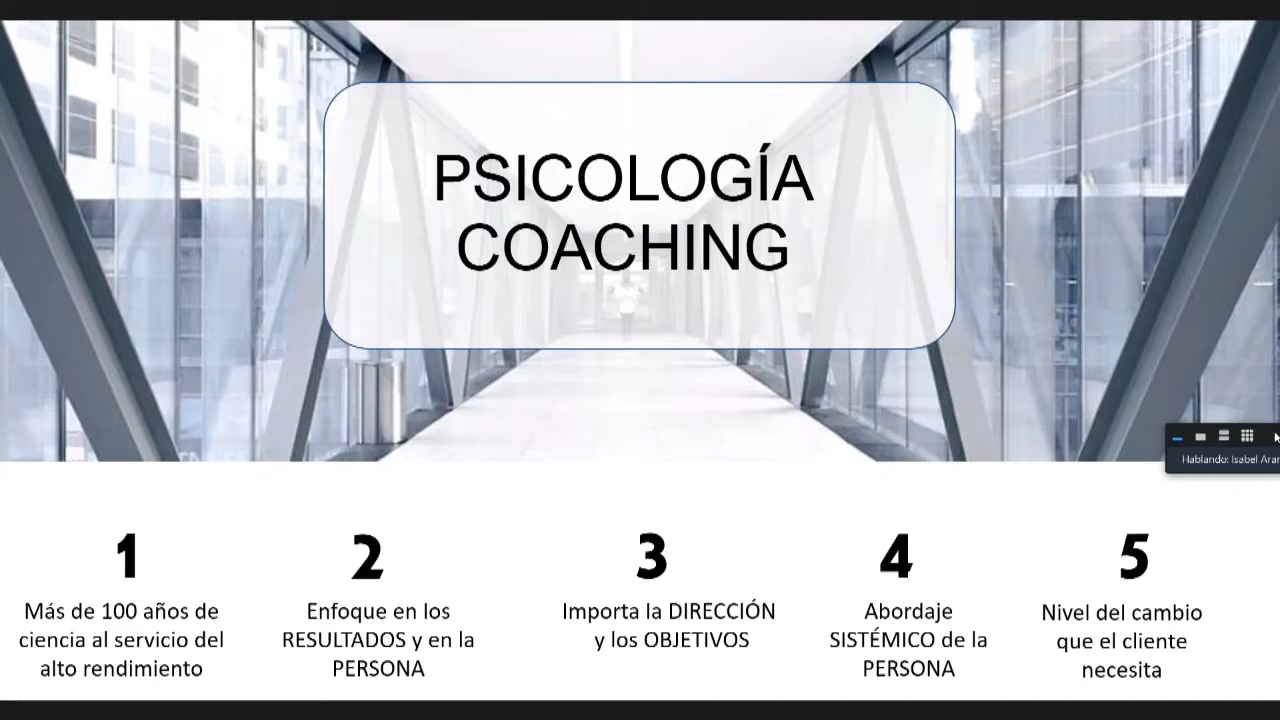 PSICOLOGÍA
COACHING
Hablando: Isabel
1
Más de 100 años de
ciencia al servicio del
alto rendimiento
2
Enfoque en los
RESULTADOS y en la
PERSONA
3
Importa la DIRECCIÓN
y los OBJETIVOS
4
Abordaje
SISTÉMICO de la
PERSONA
5
Nivel del cambio
que el cliente
necesita